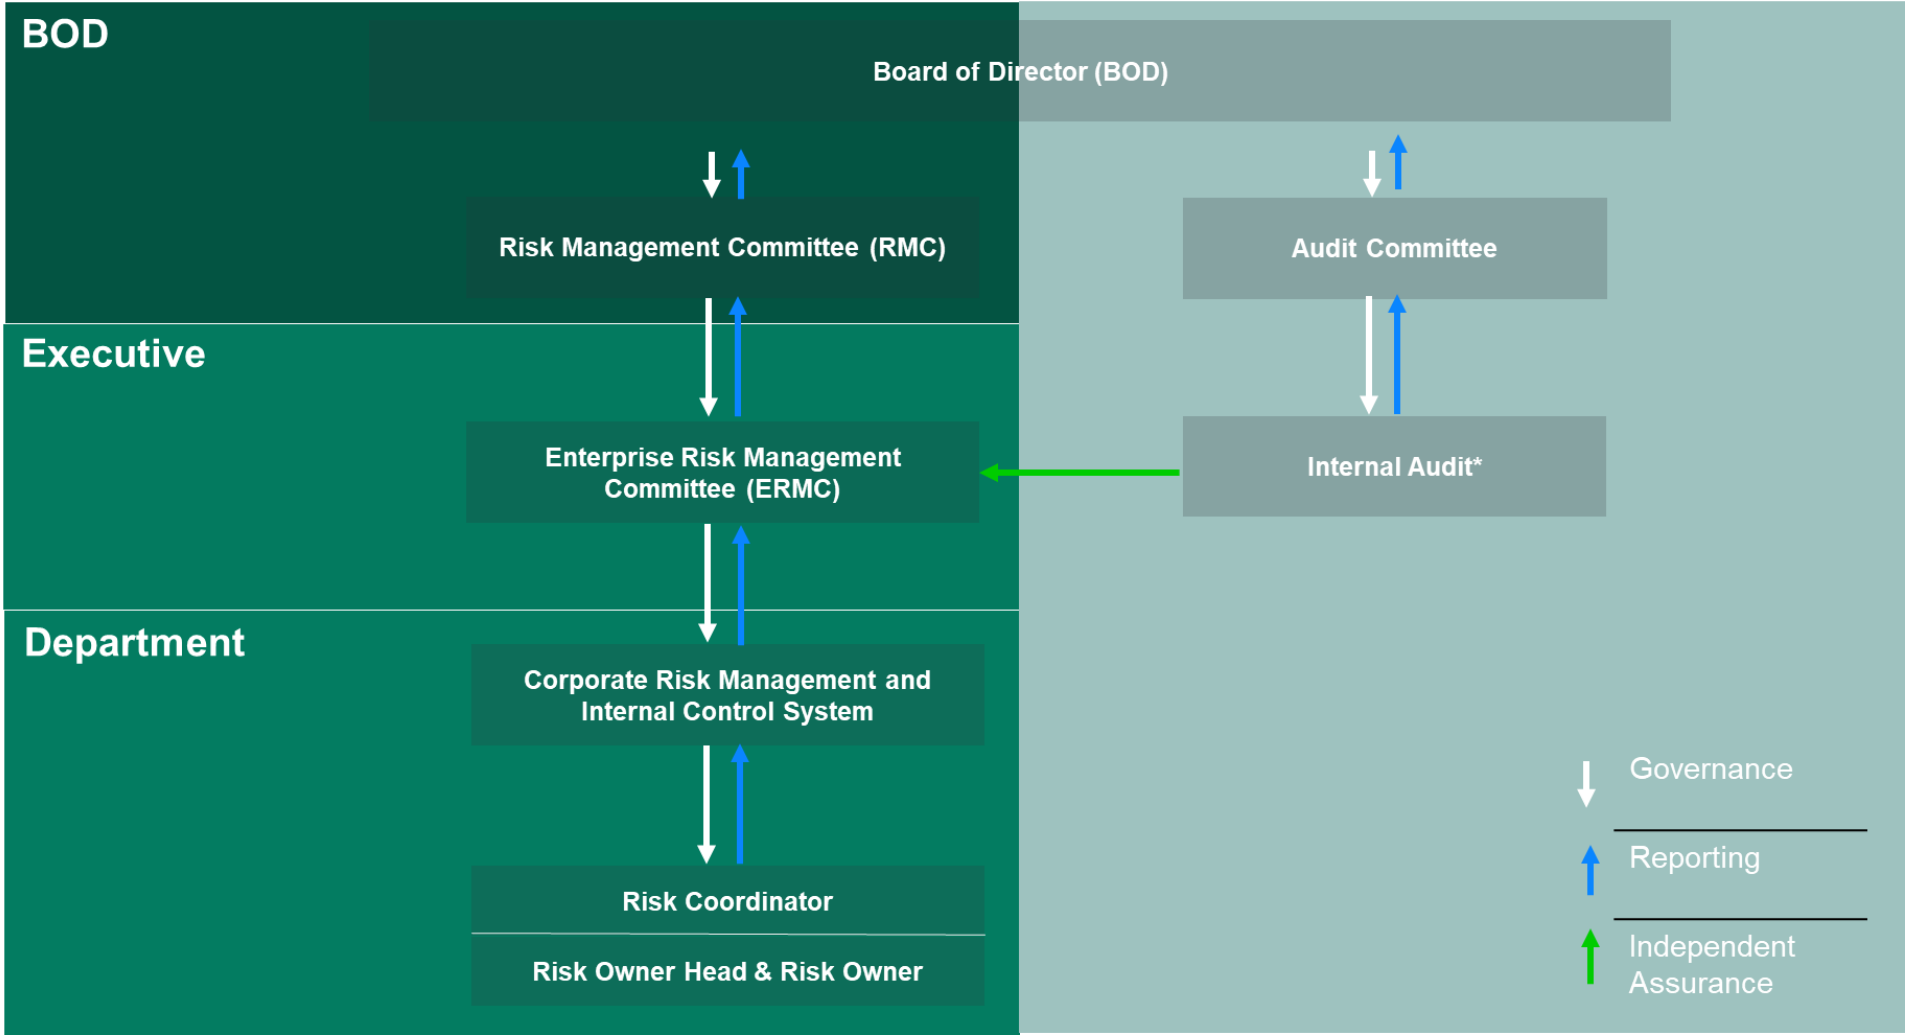 BOD
Board of Director (BOD)
Risk Management Committee (RMC)
Audit Committee
Executive
Enterprise Risk Management
Committee (ERMC)
Internal Audit*
Department
Corporate Risk Management and
Internal Control System
Risk Coordinator
Risk Owner Head & Risk Owner
Governance
Reporting
Independent
Assurance